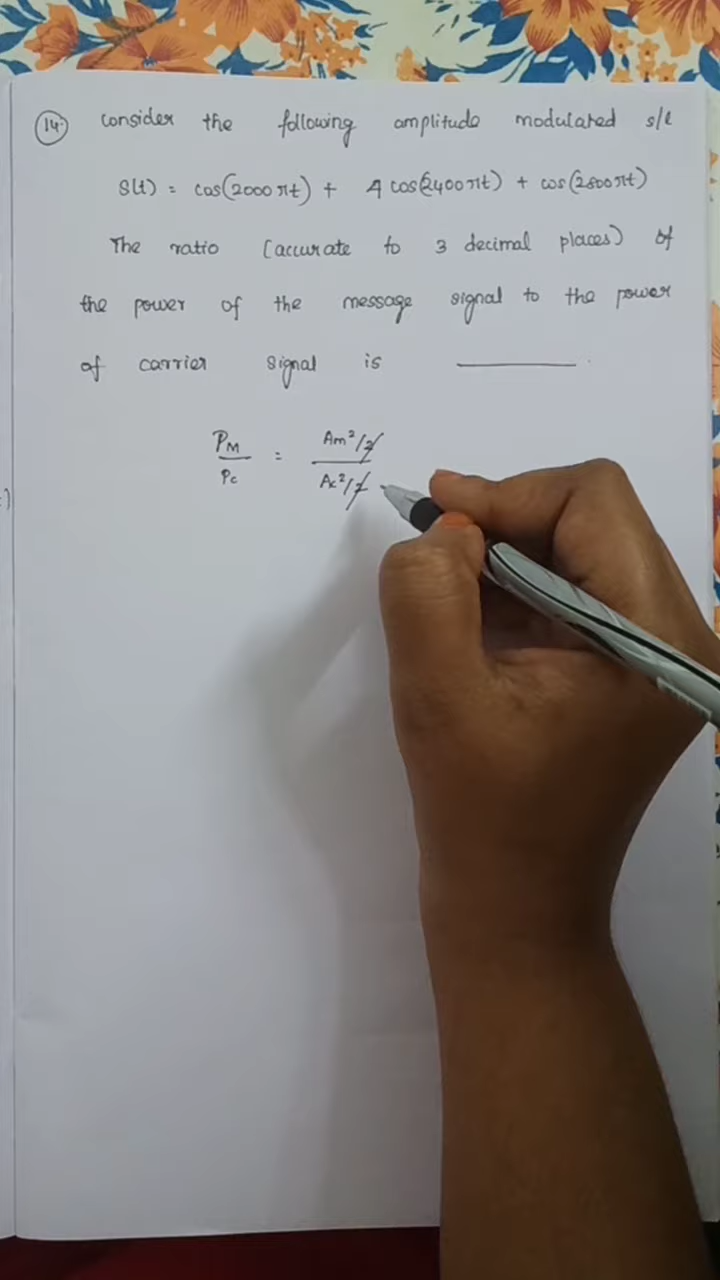 14. Consider the following amplitude modulated s/l
S(t) = cos(2000πt) + 4 cos(2400πt) + cos(2800πt)
The ratio (accurate to 3 decimal places) of
the power of the message signal to the power
of carrier signal is ________.
PM/Pc = Am²/2 / Ac²/2